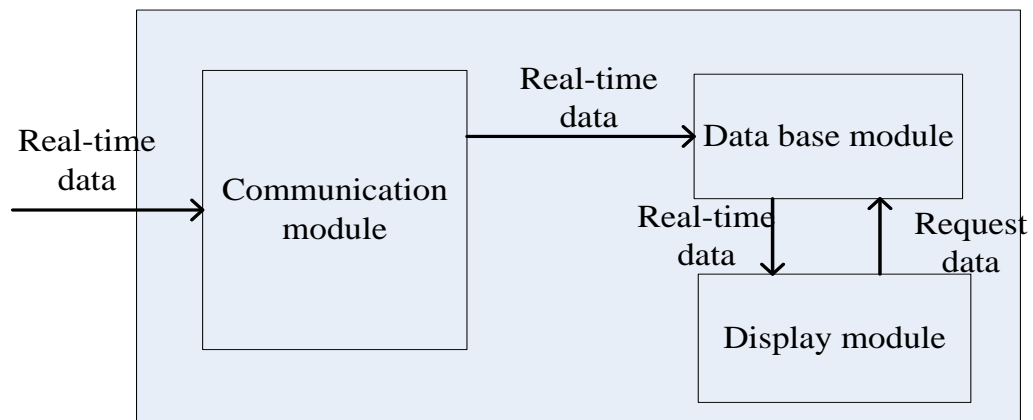 Real-time
data
Communication
module
Real-time
data
Data base module
Real-time
data
Request
data
Display module